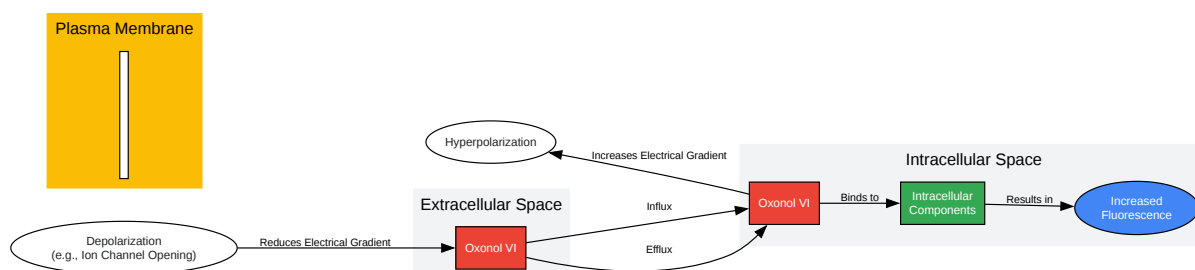 Plasma Membrane
Hyperpolarization
Increases Electrical Gradient
Intracellular Space
Extracellular Space
Influx
Oxonol VI
Binds to
Intracellular
Components
Results in
Increased
Fluorescence
Depolarization
(e.g., Ion Channel Opening)
Reduces Electrical Gradient
Oxonol VI
Efflux